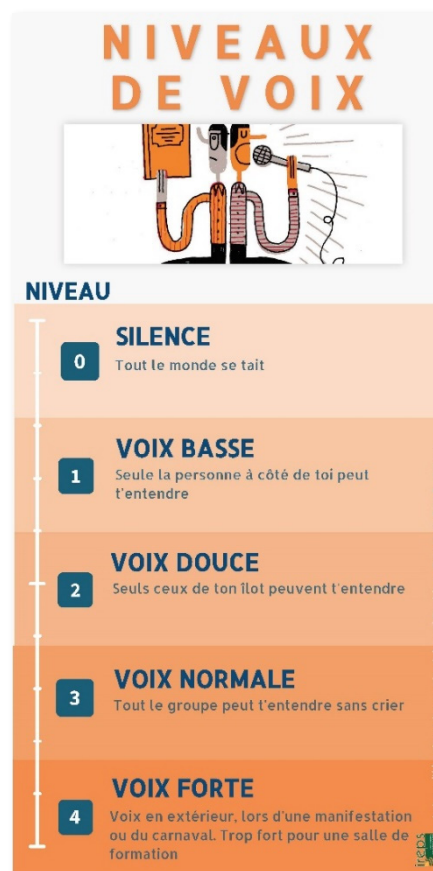 NIVEAUX
DE VOIX
NIVEAU
0
SILENCE
Tout le monde se tait
1
VOIX BASSE
Seule la personne à côté de toi peut
t'entendre
2
VOIX DOUCE
Seuls ceux de ton îlot peuvent t'entendre
3
VOIX NORMALE
Tout le groupe peut t'entendre sans crier
4
VOIX FORTE
Voix en extérieur, lors d'une manifestation
ou du carnaval. Trop fort pour une salle de
formation
ireps